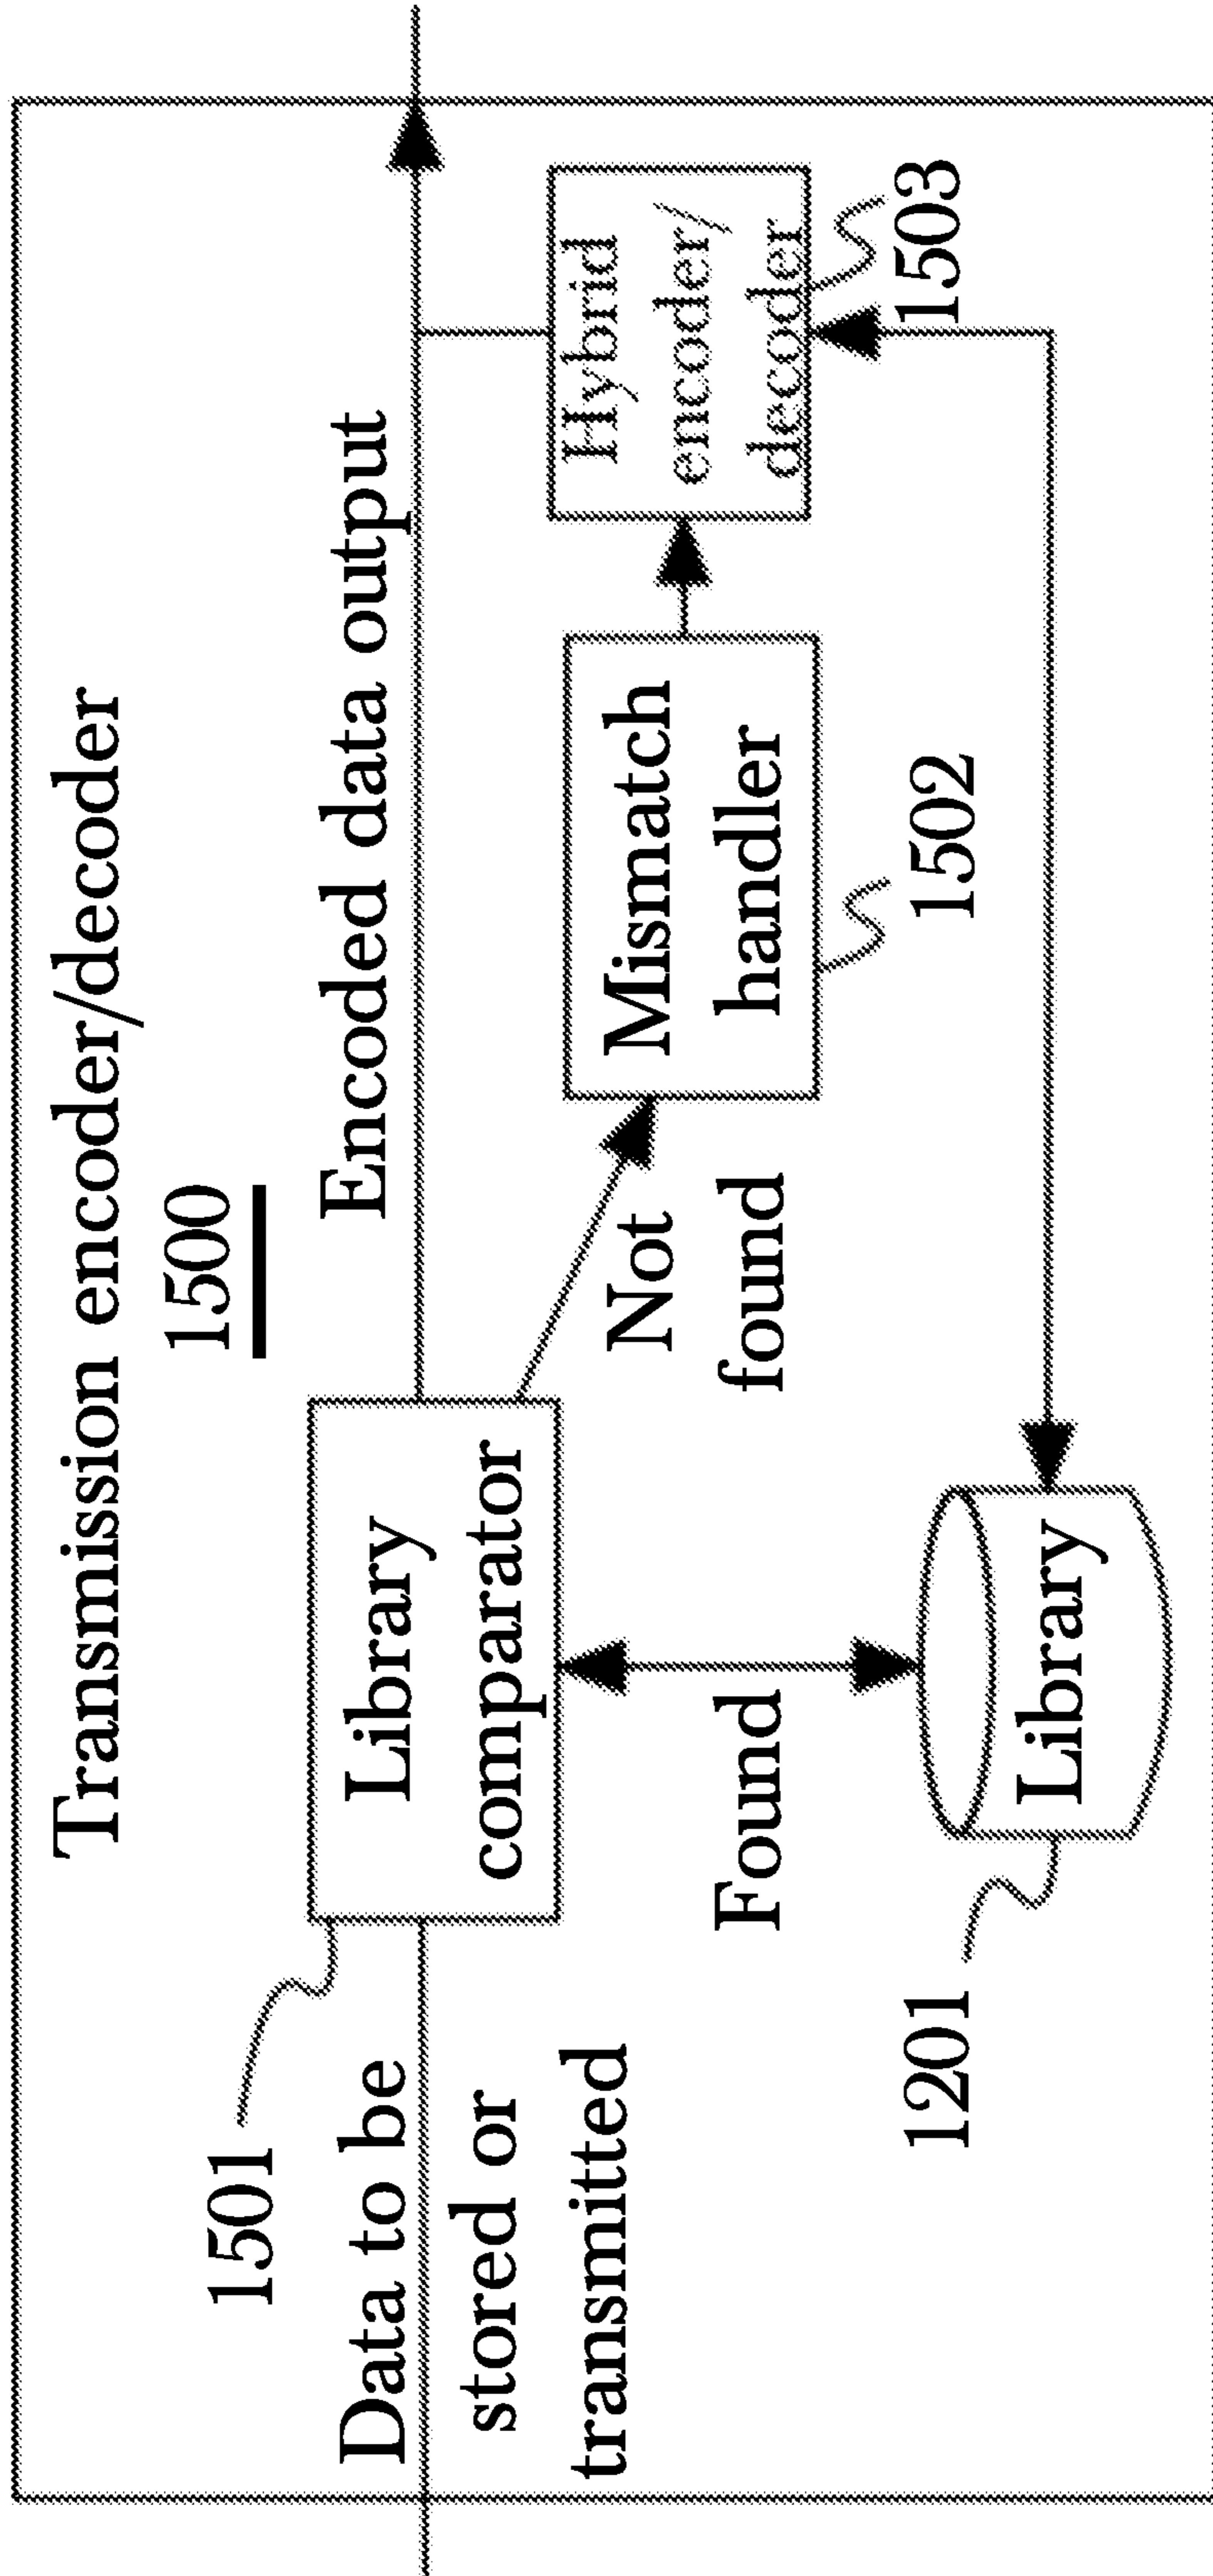 Transmission encoder/decoder
1500
1501
Data to be
stored or
transmitted
Library
comparator
Encoded data output
Not
found
Mismatch
handler
1502
Hybrid
encoder/
decoder
1503
Found
1201
Library